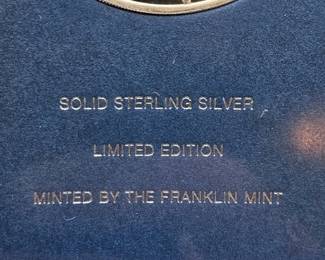 SOLID STERLING SILVER
LIMITED EDITION
MINTED BY THE FRANKLIN MINT